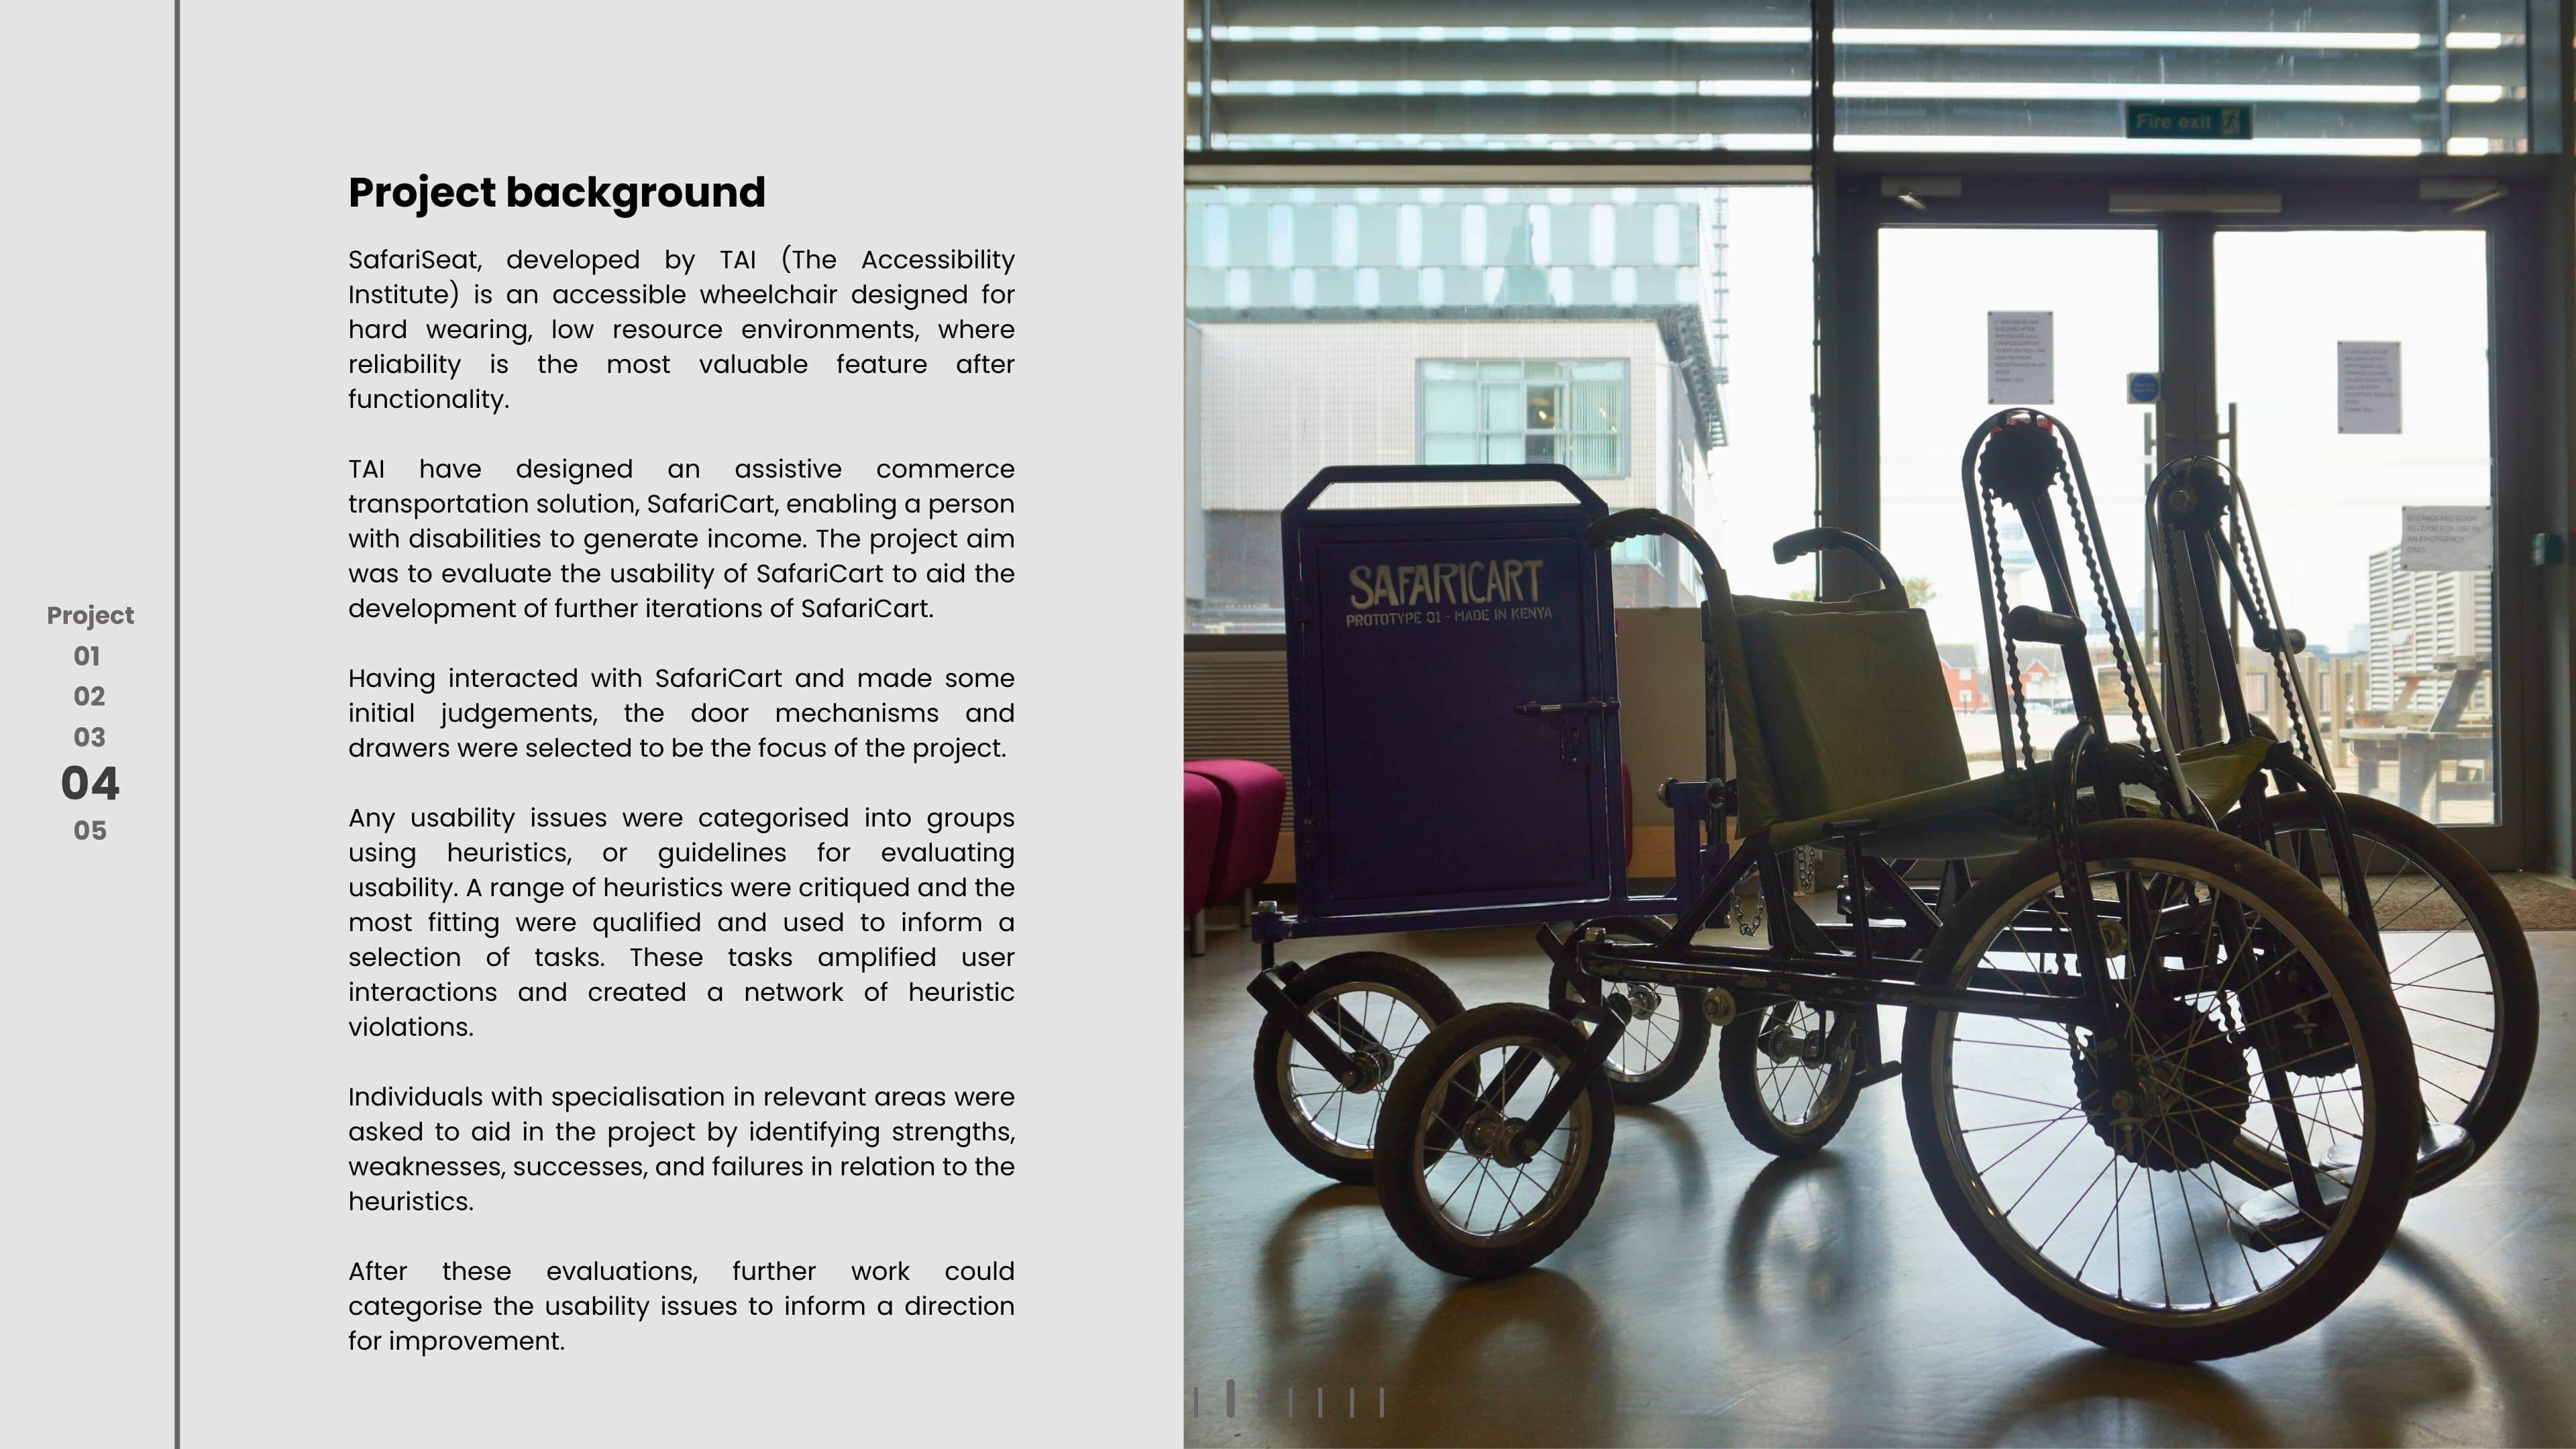 Project
01
02
03
04
05
Project background
SafariSeat, developed by TAI (The Accessibility
Institute) is an accessible wheelchair designed for
hard wearing, low resource environments, where
reliability is the most valuable feature after
functionality.
TAI have designed an assistive commerce
transportation solution, SafariCart, enabling a person
with disabilities to generate income. The project aim
was to evaluate the usability of SafariCart to aid the
development of further iterations of SafariCart.
Having interacted with SafariCart and made some
initial judgements, the door mechanisms and
drawers were selected to be the focus of the project.
Any usability issues were categorised into groups
using heuristics, or guidelines for evaluating
usability. A range of heuristics were critiqued and the
most fitting were qualified and used to inform a
selection of tasks. These tasks amplified user
interactions and created a network of heuristic
violations.
Individuals with specialisation in relevant areas were
asked to aid in the project by identifying strengths,
weaknesses, successes, and failures in relation to the
heuristics.
After these evaluations, further work could
categorise the usability issues to inform a direction
for improvement.
Fire exit
SAFARICART
PROTOTYPE 01 - MADE IN KENYA
BREAKGLASS DOOR
RELEASE FOR USE IN
AN EMERGENCY
ONLY